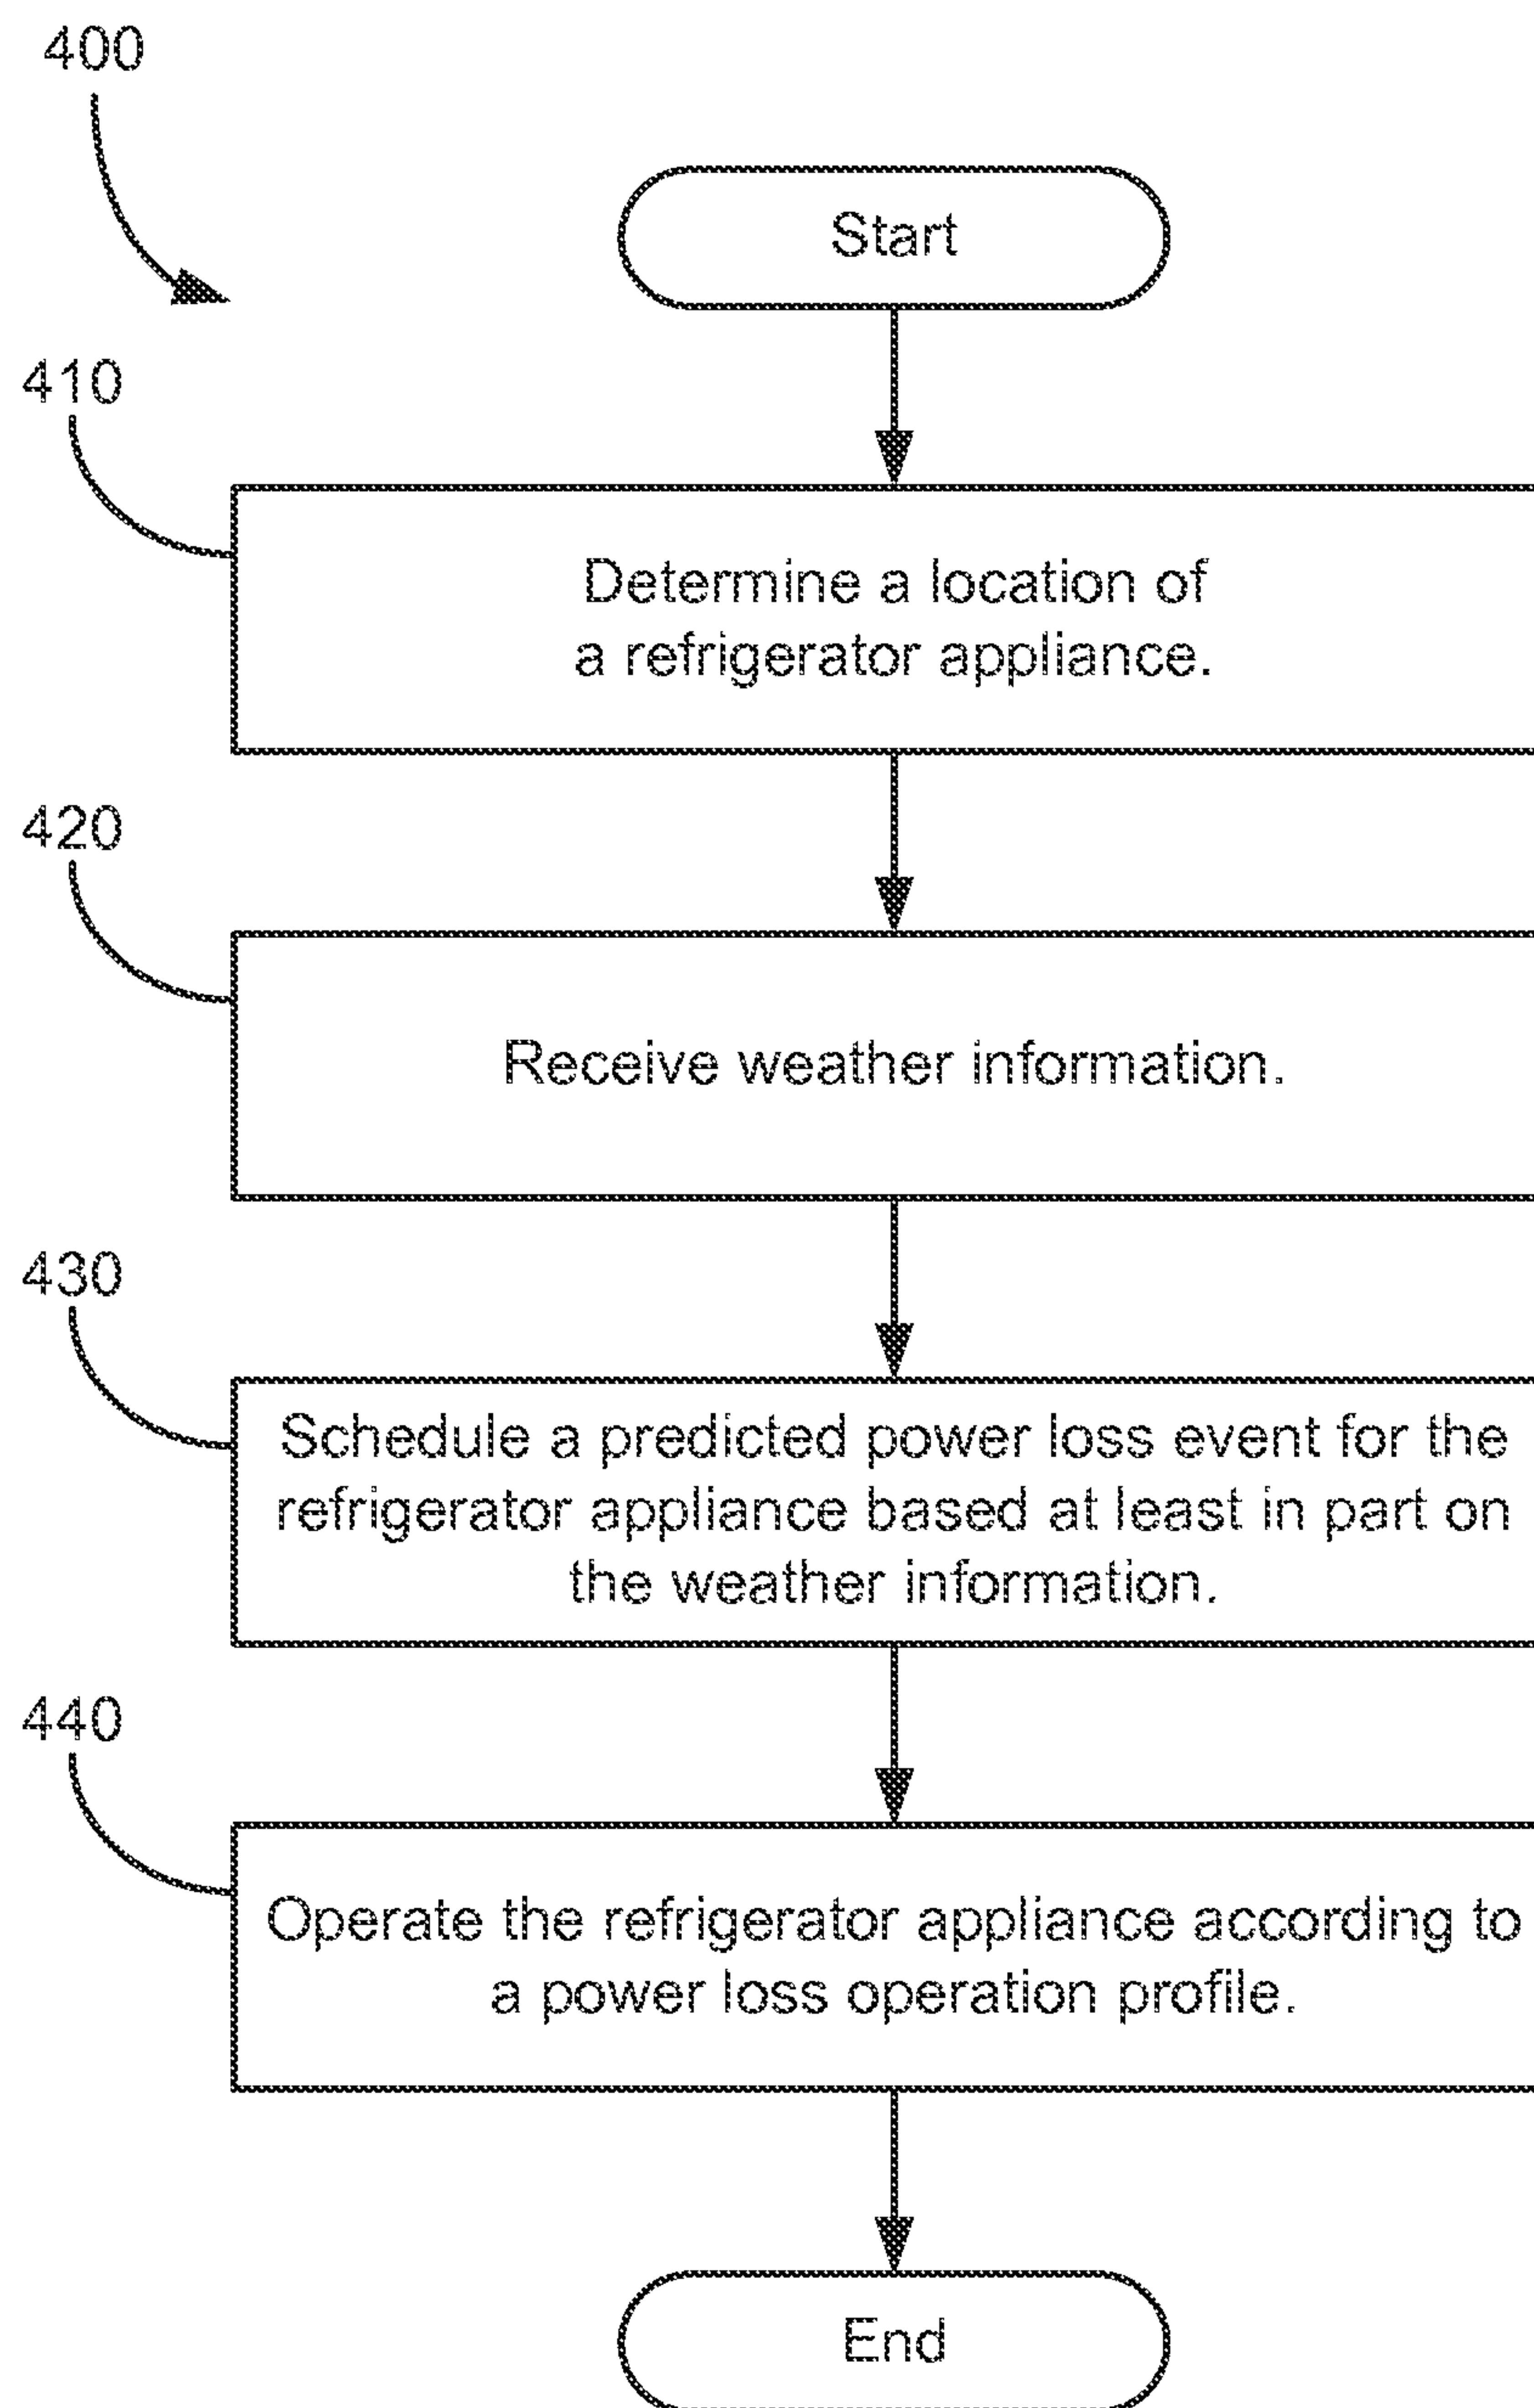 400
Start
410
Determine a location of
a refrigerator appliance.
420
Receive weather information.
430
Schedule a predicted power loss event for the
refrigerator appliance based at least in part on
the weather information.
440
Operate the refrigerator appliance according to
a power loss operation profile.
End